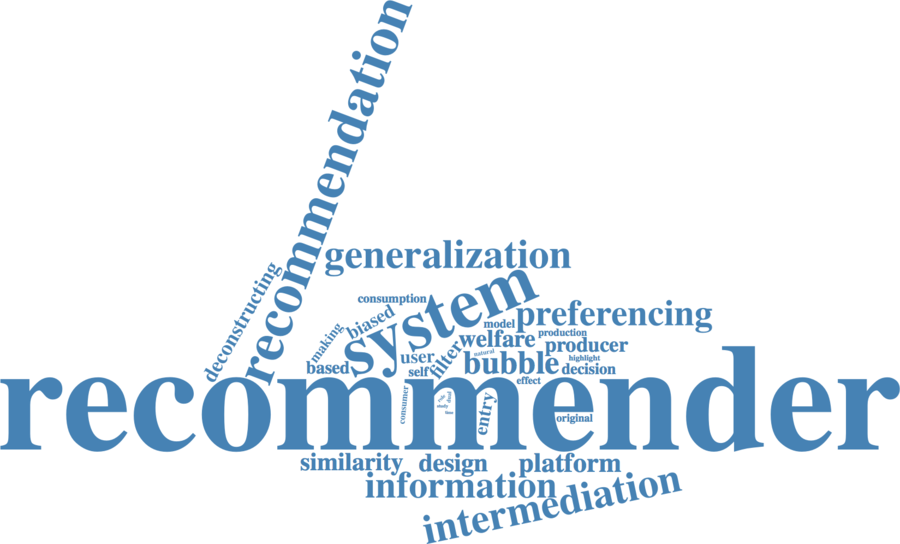 recommendation
generalization
deconstructing
system
consumption
biased
preferencing
model
making
welfare
production
producer
natural
user
filter
bubble
highlight
based
self
decision
effect
recommender
consumer
entry
original
similarity
design
platform
information
intermediation